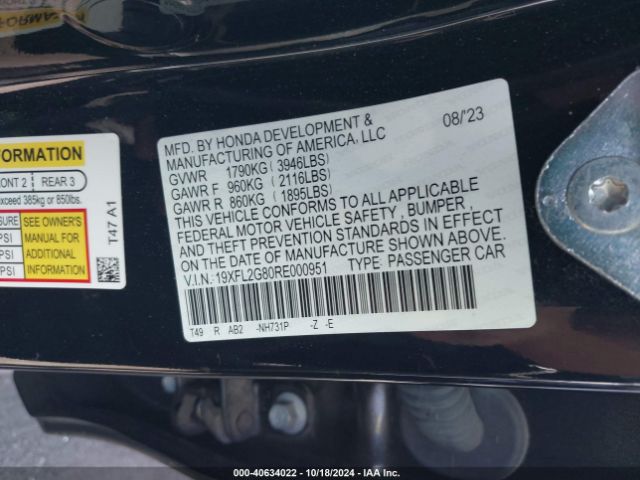 FORMATION
ONT 2 REAR 3
exceed 385kg or 850lbs.
SURE SEE OWNER'S
PSI MANUAL FOR
PSI ADDITIONAL
PSI INFORMATION
T47 A1
MFD. BY HONDA DEVELOPMENT & 08/'23
MANUFACTURING OF AMERICA, LLC
GVWR 1790KG (3946LBS)
GAWR F 960KG (2116LBS)
GAWR R 860KG (1895LBS)
THIS VEHICLE CONFORMS TO ALL APPLICABLE
FEDERAL MOTOR VEHICLE SAFETY, BUMPER,
AND THEFT PREVENTION STANDARDS IN EFFECT
ON THE DATE OF MANUFACTURE SHOWN ABOVE.
V.I.N.:19XFL2G80RE000951 TYPE: PASSENGER CAR
T49 R AB2 -NH731P -Z -E
000-40634022 / 10/18/2024 / IAA Inc.